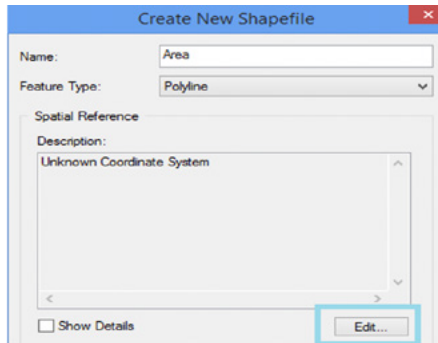 Create New Shapefile
Name: Area
Feature Type: Polyline
Spatial Reference
Description:
Unknown Coordinate System
Show Details Edit...